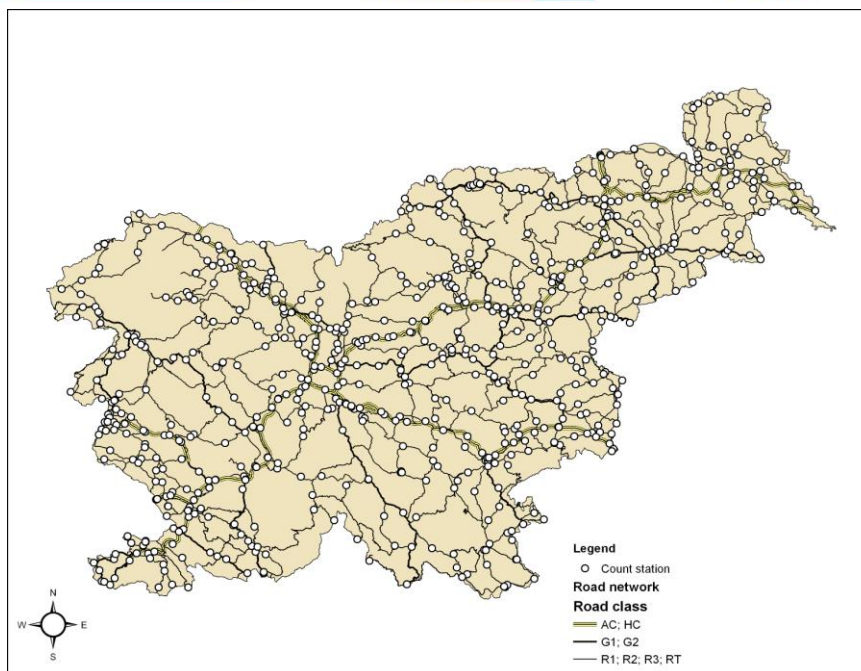 Legend
Count station
Road network
Road class
AC; HC
G1; G2
R1; R2; R3; RT
N
W E
S